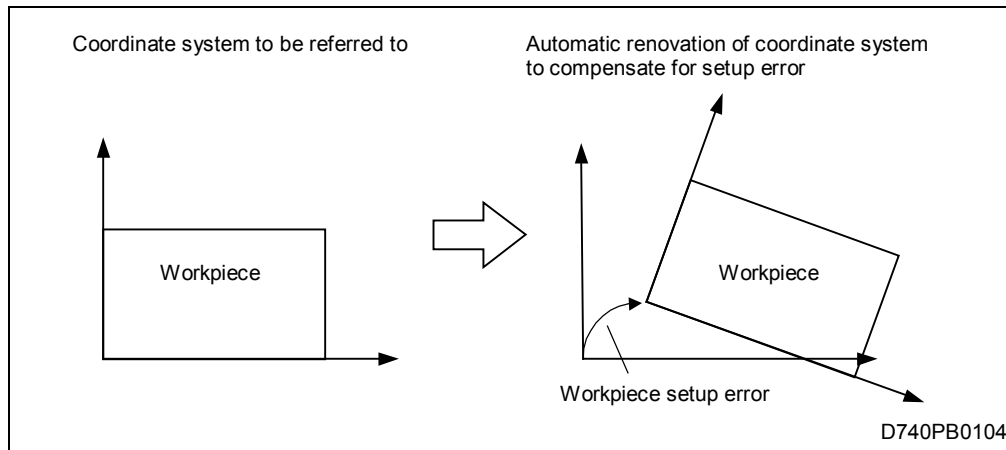 Coordinate system to be referred to
Automatic renovation of coordinate system
to compensate for setup error
Workpiece
Workpiece
Workpiece setup error
D740PB0104